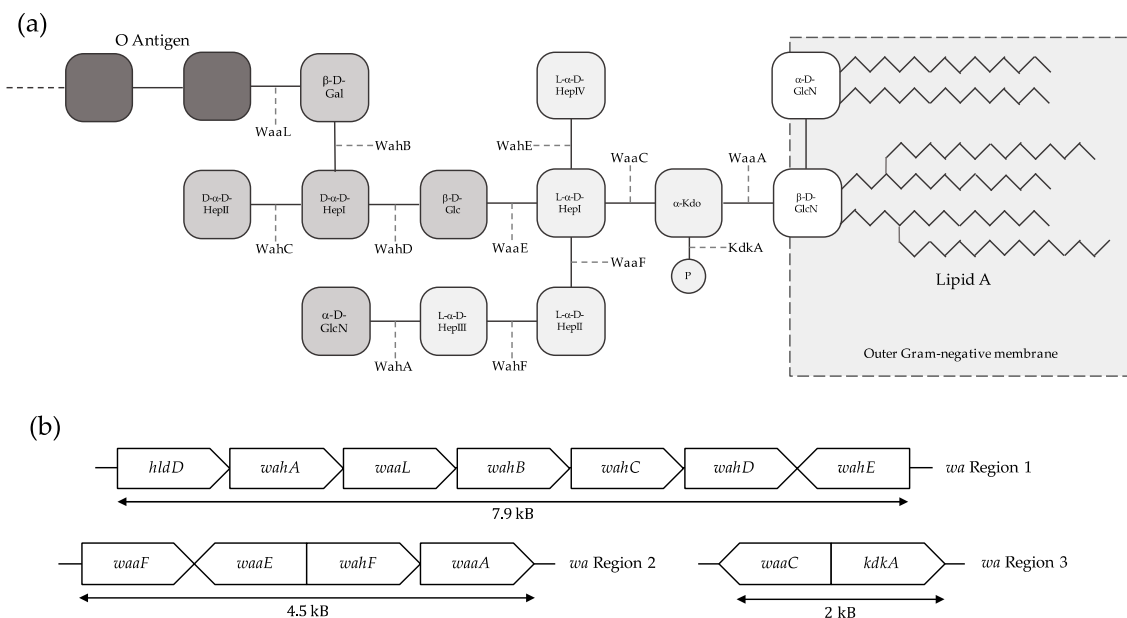 (a)
O Antigen
β-D-
Gal
L-α-D-
HepIV
α-D-
GlcN
WaaL
WahB
WahE
WaaC
WaaA
D-α-D-
HepII
D-α-D-
HepI
β-D-
Glc
L-α-D-
HepI
α-Kdo
β-D-
GlcN
WahC
WahD
WaaE
KdkA
WaaF
P
Lipid A
α-D-
GlcN
L-α-D-
HepIII
L-α-D-
HepII
Outer Gram-negative membrane
WahA
WahF
(b)
hldD wahA waaL wahB wahC wahD wahE wa Region 1
7.9 kB
waaF waaE wahF waaA wa Region 2
4.5 kB
waaC kdkA wa Region 3
2 kB